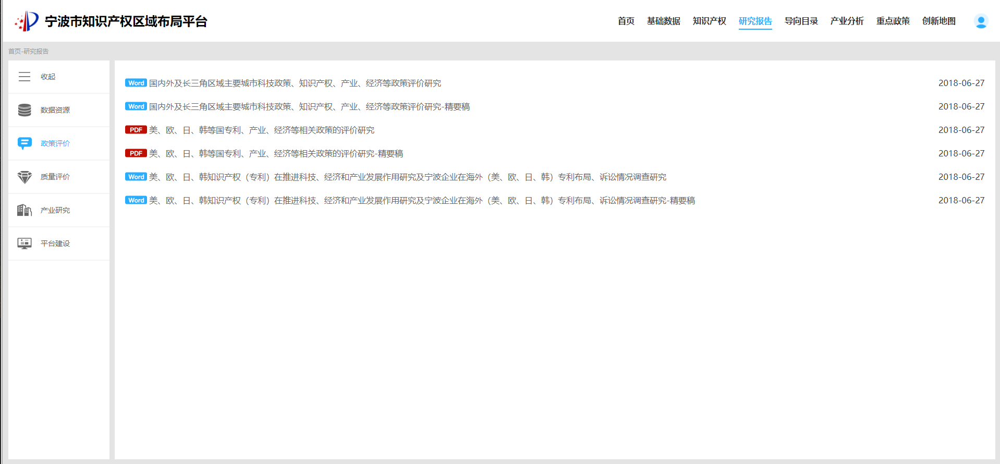 宁波市知识产权区域布局平台
首页 基础数据 知识产权 研究报告 导向目录 产业分析 重点政策 创新地图
首页-研究报告
收起
数据资源
政策评价
质量评价
产业研究
平台建设
Word 国内外及长三角区域主要城市科技政策、知识产权、产业、经济等政策评价研究 2018-06-27
Word 国内外及长三角区域主要城市科技政策、知识产权、产业、经济等政策评价研究-精要稿 2018-06-27
PDF 美、欧、日、韩等国专利、产业、经济等相关政策的评价研究 2018-06-27
PDF 美、欧、日、韩等国专利、产业、经济等相关政策的评价研究-精要稿 2018-06-27
Word 美、欧、日、韩知识产权（专利）在推进科技、经济和产业发展作用研究及宁波企业在海外（美、欧、日、韩）专利布局、诉讼情况调查研究 2018-06-27
Word 美、欧、日、韩知识产权（专利）在推进科技、经济和产业发展作用研究及宁波企业在海外（美、欧、日、韩）专利布局、诉讼情况调查研究-精要稿 2018-06-27